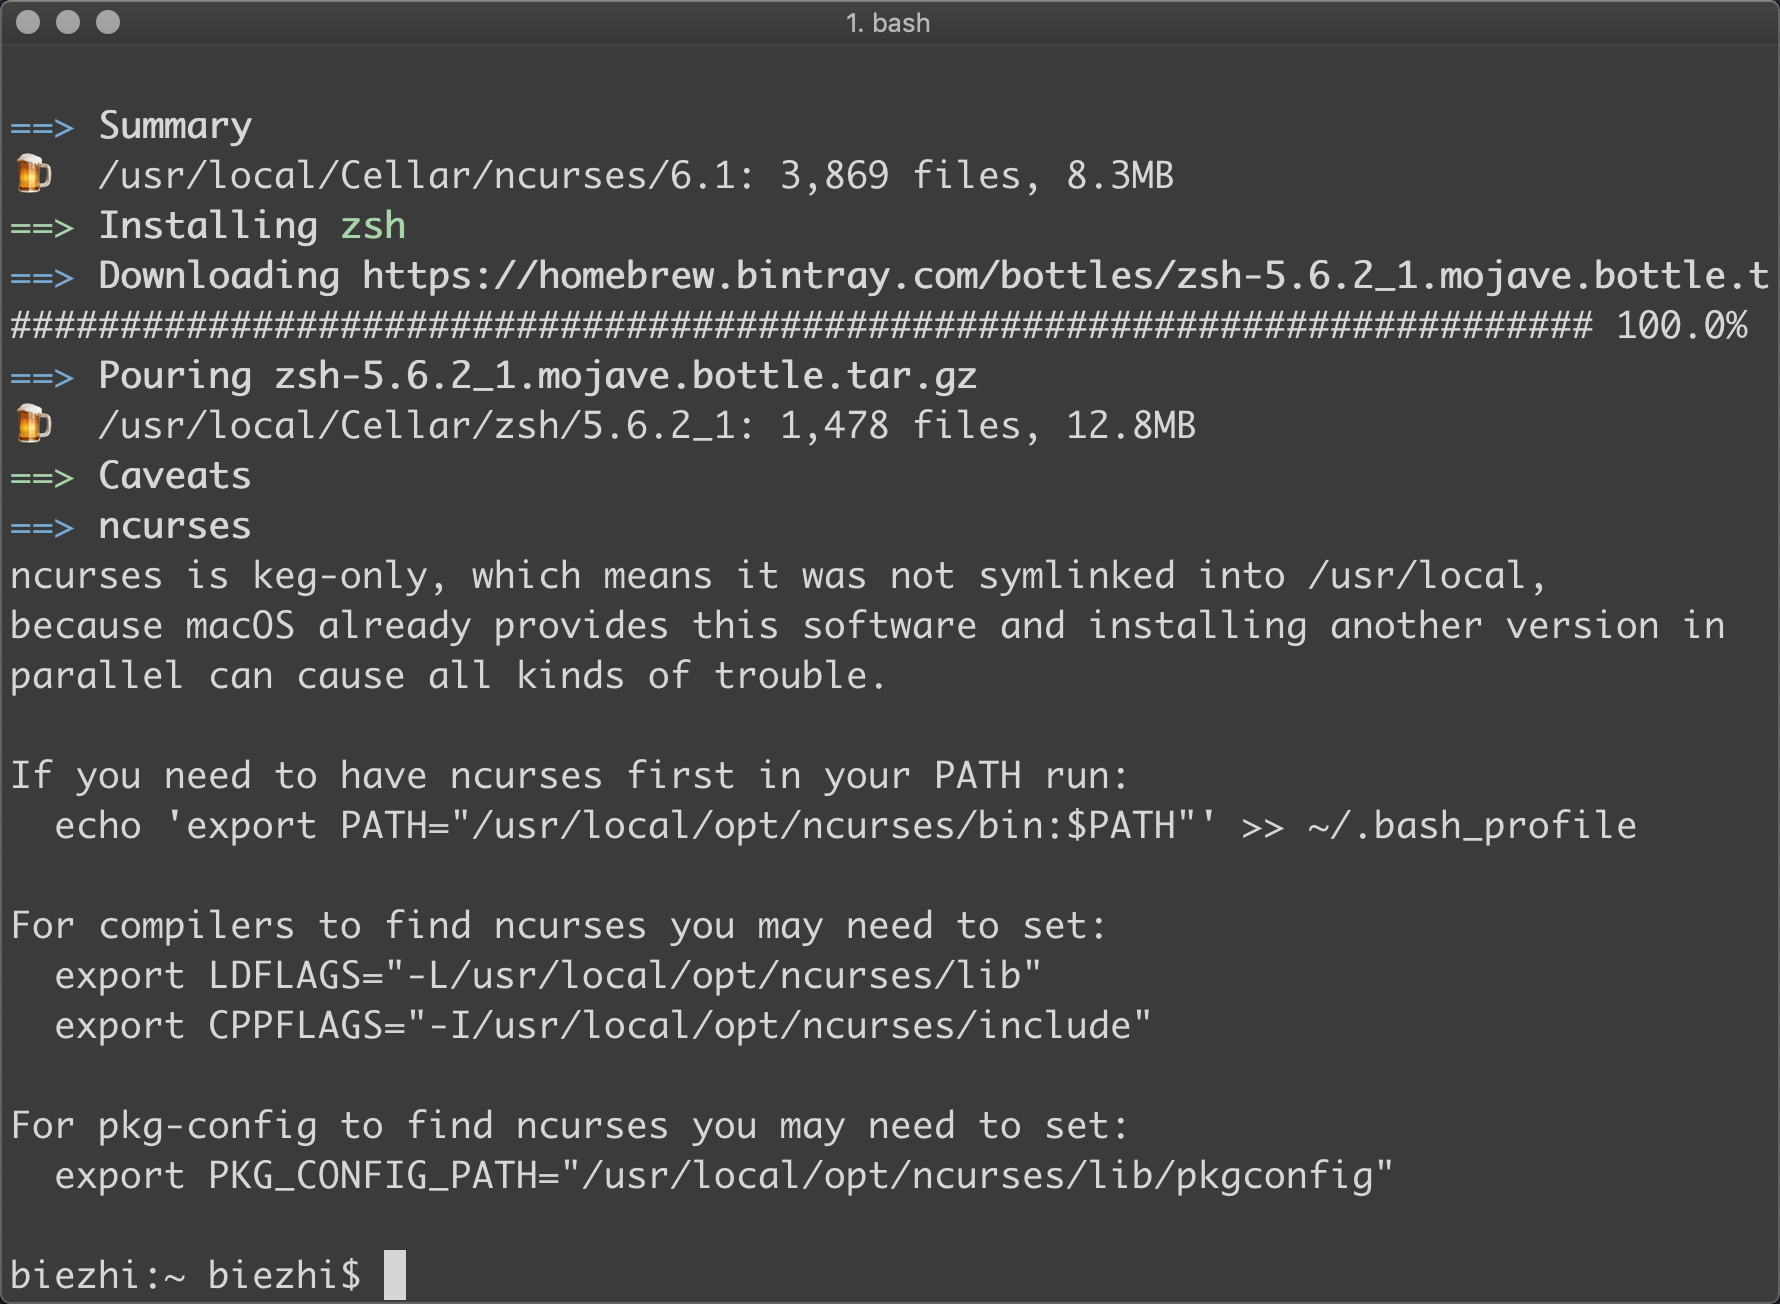 1. bash
==> Summary
🍺  /usr/local/Cellar/ncurses/6.1: 3,869 files, 8.3MB
==> Installing zsh
==> Downloading https://homebrew.bintray.com/bottles/zsh-5.6.2_1.mojave.bottle.t
######################################################################## 100.0%
==> Pouring zsh-5.6.2_1.mojave.bottle.tar.gz
🍺  /usr/local/Cellar/zsh/5.6.2_1: 1,478 files, 12.8MB
==> Caveats
==> ncurses
ncurses is keg-only, which means it was not symlinked into /usr/local,
because macOS already provides this software and installing another version in
parallel can cause all kinds of trouble.
If you need to have ncurses first in your PATH run:
  echo 'export PATH="/usr/local/opt/ncurses/bin:$PATH"' >> ~/.bash_profile
For compilers to find ncurses you may need to set:
  export LDFLAGS="-L/usr/local/opt/ncurses/lib"
  export CPPFLAGS="-I/usr/local/opt/ncurses/include"
For pkg-config to find ncurses you may need to set:
  export PKG_CONFIG_PATH="/usr/local/opt/ncurses/lib/pkgconfig"
biezhi:~ biezhi$